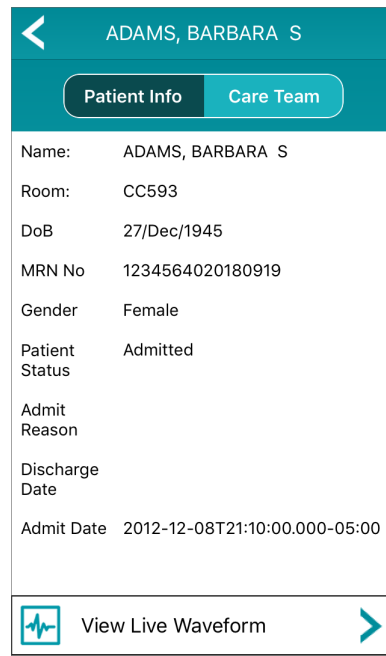 ADAMS, BARBARA  S
Patient Info Care Team
Name: ADAMS, BARBARA  S
Room: CC593
DoB 27/Dec/1945
MRN No 1234564020180919
Gender Female
Patient Admitted
Status
Admit
Reason
Discharge
Date
Admit Date 2012-12-08T21:10:00.000-05:00
View Live Waveform